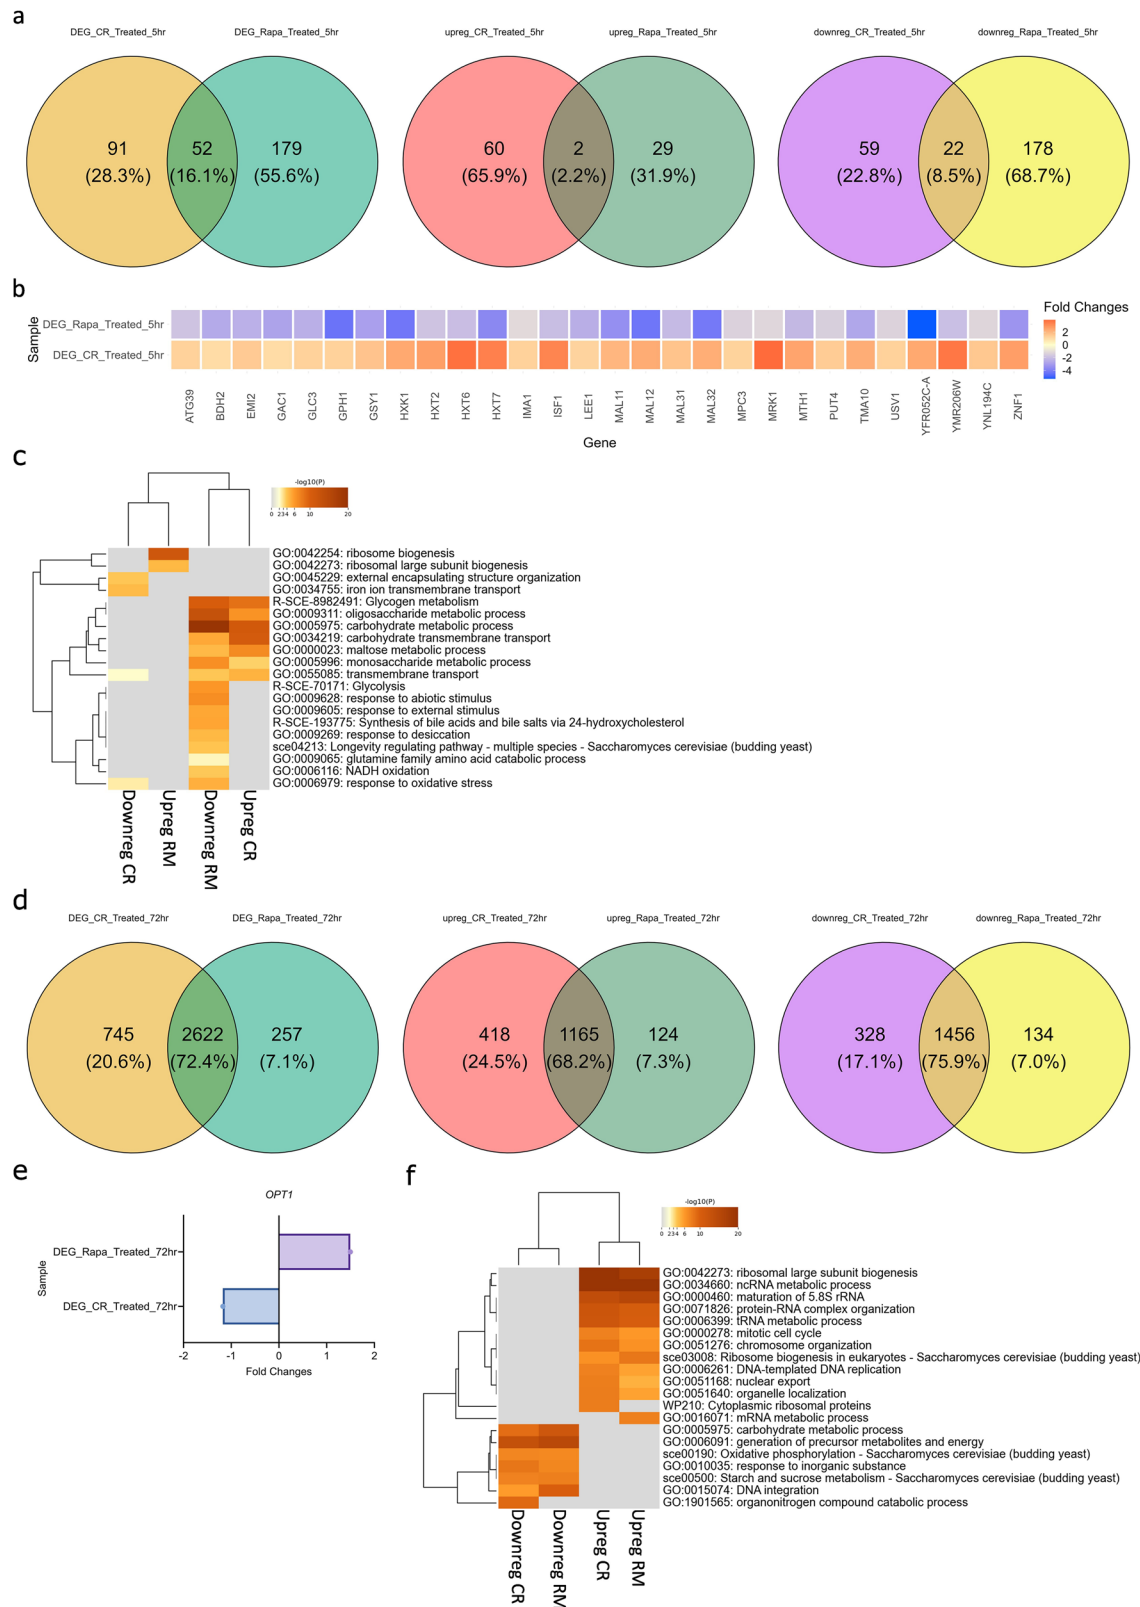 a
DEG_CR_Treated_5hr DEG_Rapa_Treated_5hr upreg_CR_Treated_5hr upreg_Rapa_Treated_5hr downreg_CR_Treated_5hr downreg_Rapa_Treated_5hr
91 52 179 60 2 29 59 22 178
(28.3%) (16.1%) (55.6%) (65.9%) (2.2%) (31.9%) (22.8%) (8.5%) (68.7%)
b
Sample
DEG_Rapa_Treated_5hr
DEG_CR_Treated_5hr
Fold Changes
2
0
-2
-4
ATG39 BDH2 EMI2 GAC1 GLC3 GPH1 GSY1 HXK1 HXT2 HXT6 HXT7 IMA1 ISF1 LEE1 MAL11 MAL12 MAL31 MAL32 MPC3 MRK1 MTH1 PUT4 TMA10 USV1 YFR052C-A YMR206W YNL194C ZNF1
Gene
c
-log10(P)
0 2 3 4 6 10 20
GO:0042254: ribosome biogenesis
GO:0042273: ribosomal large subunit biogenesis
GO:0045229: external encapsulating structure organization
GO:0034755: iron ion transmembrane transport
R-SCE-8982491: Glycogen metabolism
GO:0009311: oligosaccharide metabolic process
GO:0005975: carbohydrate metabolic process
GO:0034219: carbohydrate transmembrane transport
GO:0000023: maltose metabolic process
GO:0005996: monosaccharide metabolic process
GO:0055085: transmembrane transport
R-SCE-70171: Glycolysis
GO:0009628: response to abiotic stimulus
GO:0009605: response to external stimulus
R-SCE-193775: Synthesis of bile acids and bile salts via 24-hydroxycholesterol
GO:0009269: response to desiccation
sce04213: Longevity regulating pathway - multiple species - Saccharomyces cerevisiae (budding yeast)
GO:0009065: glutamine family amino acid catabolic process
GO:0006116: NADH oxidation
GO:0006979: response to oxidative stress
Downreg CR Upreg RM Downreg RM Upreg CR
d
DEG_CR_Treated_72hr DEG_Rapa_Treated_72hr upreg_CR_Treated_72hr upreg_Rapa_Treated_72hr downreg_CR_Treated_72hr downreg_Rapa_Treated_72hr
745 2622 257 418 1165 124 328 1456 134
(20.6%) (72.4%) (7.1%) (24.5%) (68.2%) (7.3%) (17.1%) (75.9%) (7.0%)
e
OPT1
Sample
DEG_Rapa_Treated_72hr
DEG_CR_Treated_72hr
-2 -1 0 1 2
Fold Changes
f
-log10(P)
0 2 3 4 6 10 20
GO:0042273: ribosomal large subunit biogenesis
GO:0034660: ncRNA metabolic process
GO:0000460: maturation of 5.8S rRNA
GO:0071826: protein-RNA complex organization
GO:0006399: tRNA metabolic process
GO:0000278: mitotic cell cycle
GO:0051276: chromosome organization
sce03008: Ribosome biogenesis in eukaryotes - Saccharomyces cerevisiae (budding yeast)
GO:0006261: DNA-templated DNA replication
GO:0051168: nuclear export
GO:0051640: organelle localization
WP210: Cytoplasmic ribosomal proteins
GO:0016071: mRNA metabolic process
GO:0005975: carbohydrate metabolic process
GO:0006091: generation of precursor metabolites and energy
sce00190: Oxidative phosphorylation - Saccharomyces cerevisiae (budding yeast)
GO:0010035: response to inorganic substance
sce00500: Starch and sucrose metabolism - Saccharomyces cerevisiae (budding yeast)
GO:0015074: DNA integration
GO:1901565: organonitrogen compound catabolic process
Downreg CR Downreg RM Upreg CR Upreg RM